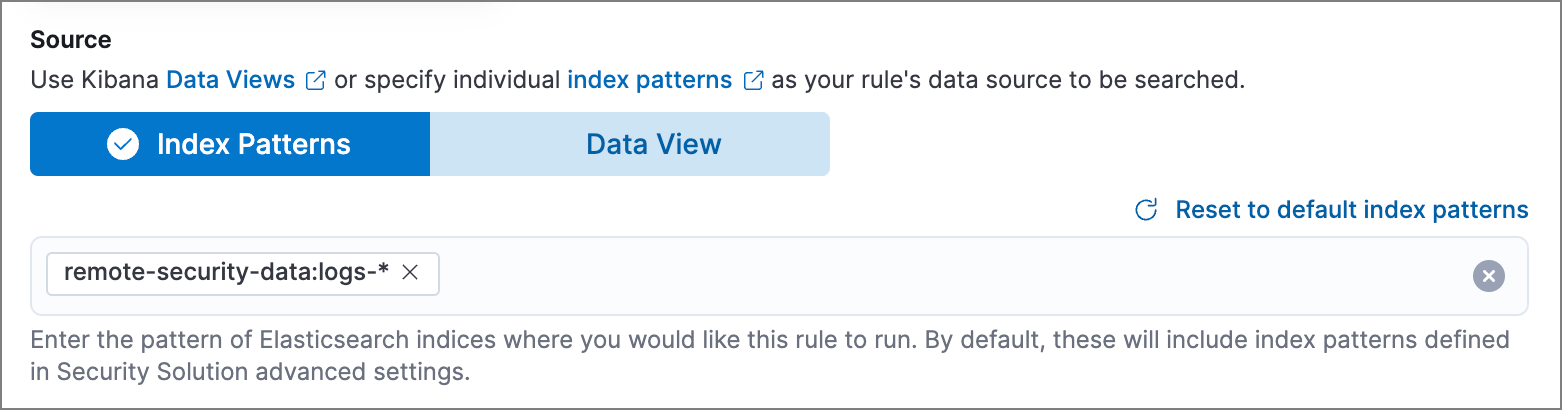 Source
Use Kibana Data Views or specify individual index patterns as your rule's data source to be searched.
Index Patterns
Data View
Reset to default index patterns
remote-security-data:logs-*
Enter the pattern of Elasticsearch indices where you would like this rule to run. By default, these will include index patterns defined
in Security Solution advanced settings.